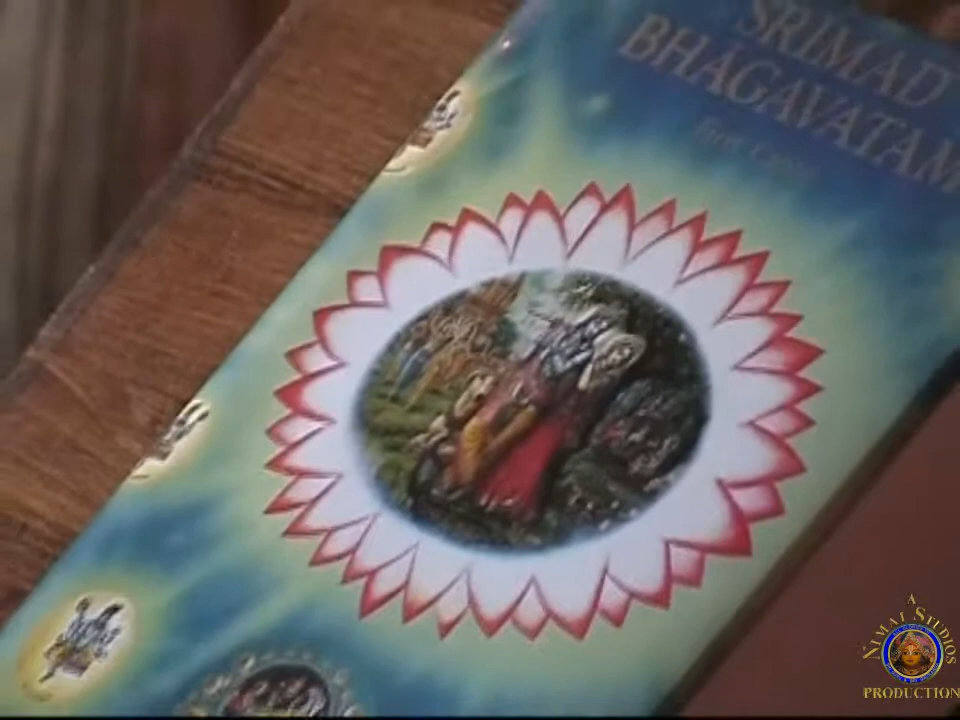 SRIMAD
BHAGAVATAM
A
NIMAI STUDIOS
PRODUCTION